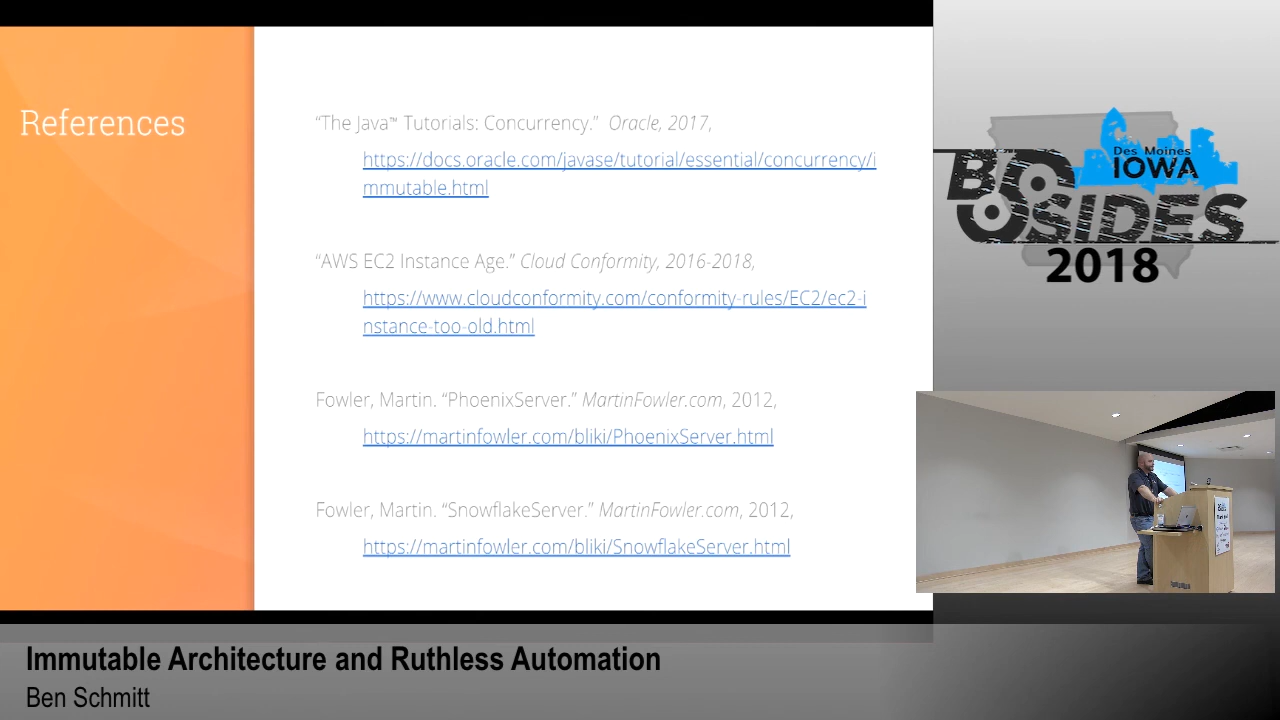 References
“The Java™ Tutorials: Concurrency.” Oracle, 2017,
https://docs.oracle.com/javase/tutorial/essential/concurrency/i
mmutable.html
“AWS EC2 Instance Age.” Cloud Conformity, 2016-2018,
https://www.cloudconformity.com/conformity-rules/EC2/ec2-i
nstance-too-old.html
Fowler, Martin. “PhoenixServer.” MartinFowler.com, 2012,
https://martinfowler.com/bliki/PhoenixServer.html
Fowler, Martin. “SnowflakeServer.” MartinFowler.com, 2012,
https://martinfowler.com/bliki/SnowflakeServer.html
Des Moines
IOWA
BSIDES
2018
Immutable Architecture and Ruthless Automation
Ben Schmitt